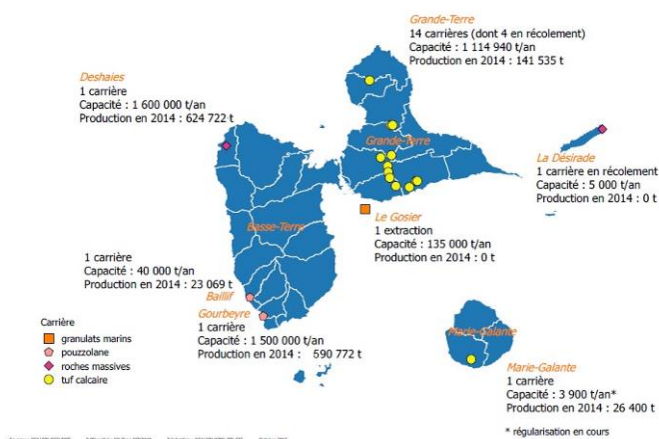 Grande-Terre
14 carrières (dont 4 en récolement)
Capacité : 1 114 940 t/an
Production en 2014 : 141 535 t
Deshaies
1 carrière
Capacité : 1 600 000 t/an
Production en 2014 : 624 722 t
Grande-Terre
La Désirade
1 carrière en récolement
Capacité : 5 000 t/an
Production en 2014 : 0 t
Le Gosier
1 extraction
Capacité : 135 000 t/an
Production en 2014 : 0 t
Basse-Terre
1 carrière
Capacité : 40 000 t/an
Production en 2014 : 23 069 t
Baillif
Gourbeyre
1 carrière
Capacité : 1 500 000 t/an
Production en 2014 : 590 772 t
Carrière
granulats marins
pouzzolane
roches massives
tuf calcaire
Marie-Galante
Marie-Galante
1 carrière
Capacité : 3 900 t/an*
Production en 2014 : 26 400 t
* régularisation en cours